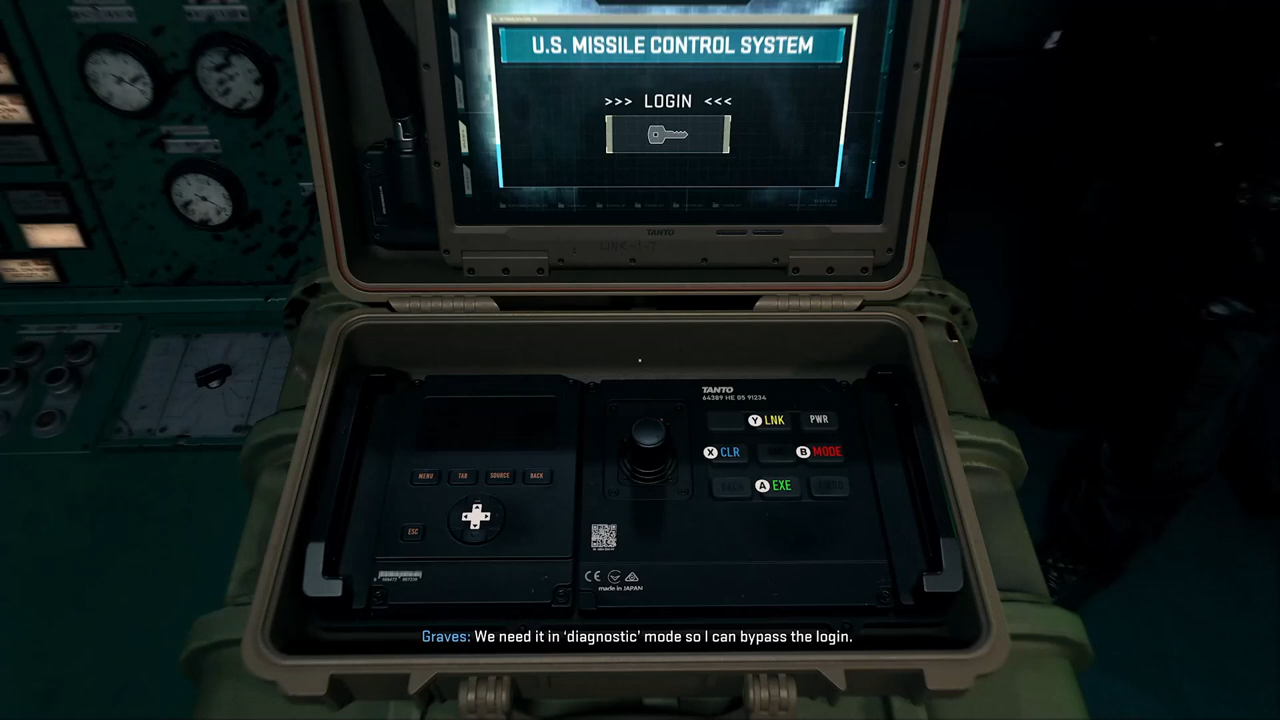 U.S. MISSILE CONTROL SYSTEM
>>> LOGIN <<<
TANTO
TANTO
64389 HE 05 91234
Y LNK PWR
X CLR B MODE
A EXE
MENU TAB SOURCE BACK
ESC
CE
made in JAPAN
Graves: We need it in ‘diagnostic’ mode so I can bypass the login.